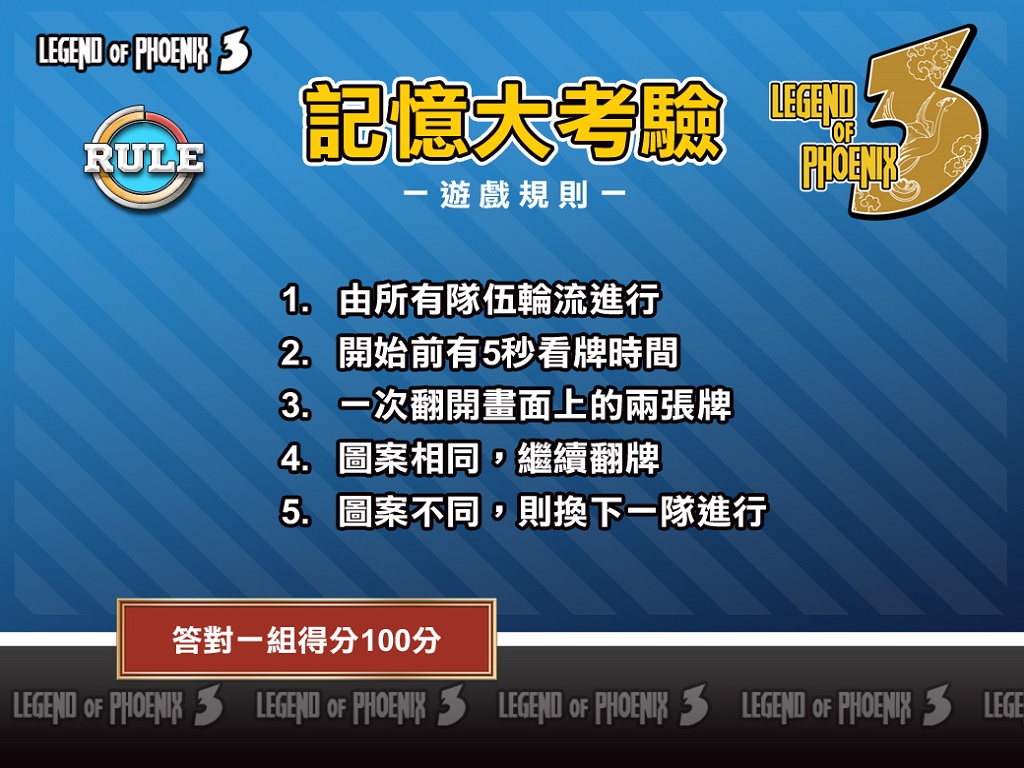 LEGEND OF PHOENIX 3
LEGEND
OF
PHOENIX
3
RULE
記憶大考驗
－遊戲規則－
1. 由所有隊伍輪流進行
2. 開始前有5秒看牌時間
3. 一次翻開畫面上的兩張牌
4. 圖案相同，繼續翻牌
5. 圖案不同，則換下一隊進行
答對一組得分100分
LEGEND OF PHOENIX 3 LEGEND OF PHOENIX 3 LEGEND OF PHOENIX 3 LEGEND OF PHOENIX 3 LEGE